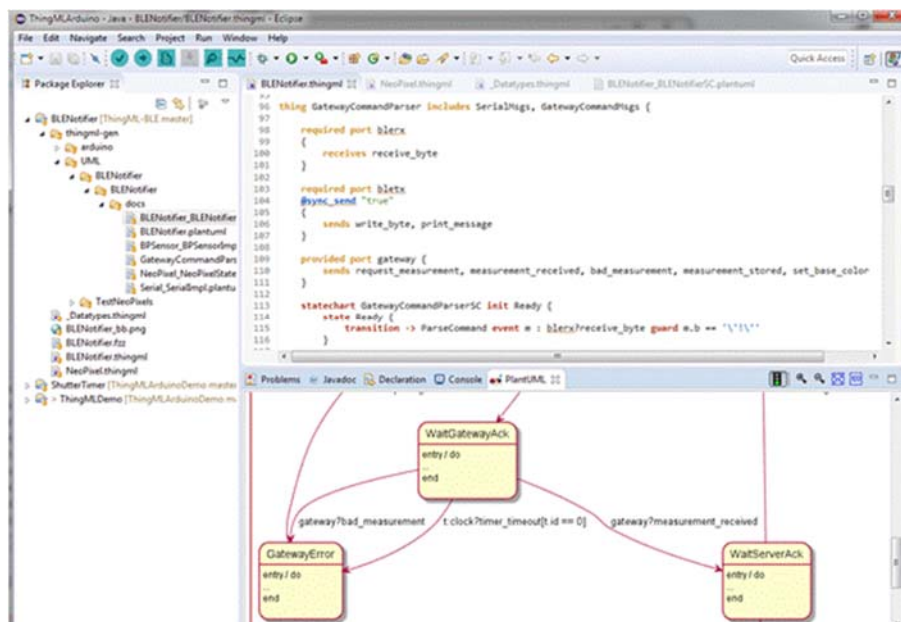 ThingMLArduino - Java - BLENotifier/BLENotifier.thingml - Eclipse
File Edit Navigate Search Project Run Window Help
Quick Access
Package Explorer
BLENotifier [ThingML-BLE master]
thingml-gen
arduino
UML
BLENotifier
BLENotifier
docs
BLENotifier_BLENotifier
BLENotifier.plantuml
BPSensor_BPSensorImp
GatewayCommandPars
NeoPixel_NeoPixelState
Serial_SerialImpl.plantu
TestNeoPixels
_Datatypes.thingml
BLENotifier_bb.png
BLENotifier.fzz
BLENotifier.thingml
NeoPixel.thingml
ShutterTimer [ThingMLArduinoDemo master
> ThingMLDemo [ThingMLArduinoDemo m
BLENotifier.thingml NeoPixel.thingml _Datatypes.thingml BLENotifier_BLENotifierSC.plantuml
96 thing GatewayCommandParser includes SerialMsgs, GatewayCommandMsgs {
97
98 required port blerx
99 {
100 receives receive_byte
101 }
102
103 required port bletx
104 @sync_send "true"
105 {
106 sends write_byte, print_message
107 }
108
109 provided port gateway {
110 sends request_measurement, measurement_received, bad_measurement, measurement_stored, set_base_color
111 }
112
113 statechart GatewayCommandParserSC init Ready {
114 state Ready {
115 transition -> ParseCommand event m : blerx?receive_byte guard m.b == '\'!\''
116 }
Problems Javadoc Declaration Console PlantUML
WaitGatewayAck
entry / do
...
end
gateway?bad_measurement t:clock?timer_timeout[t.id == 0] gateway?measurement_received
GatewayError
entry / do
...
end
WaitServerAck
entry / do
...
end